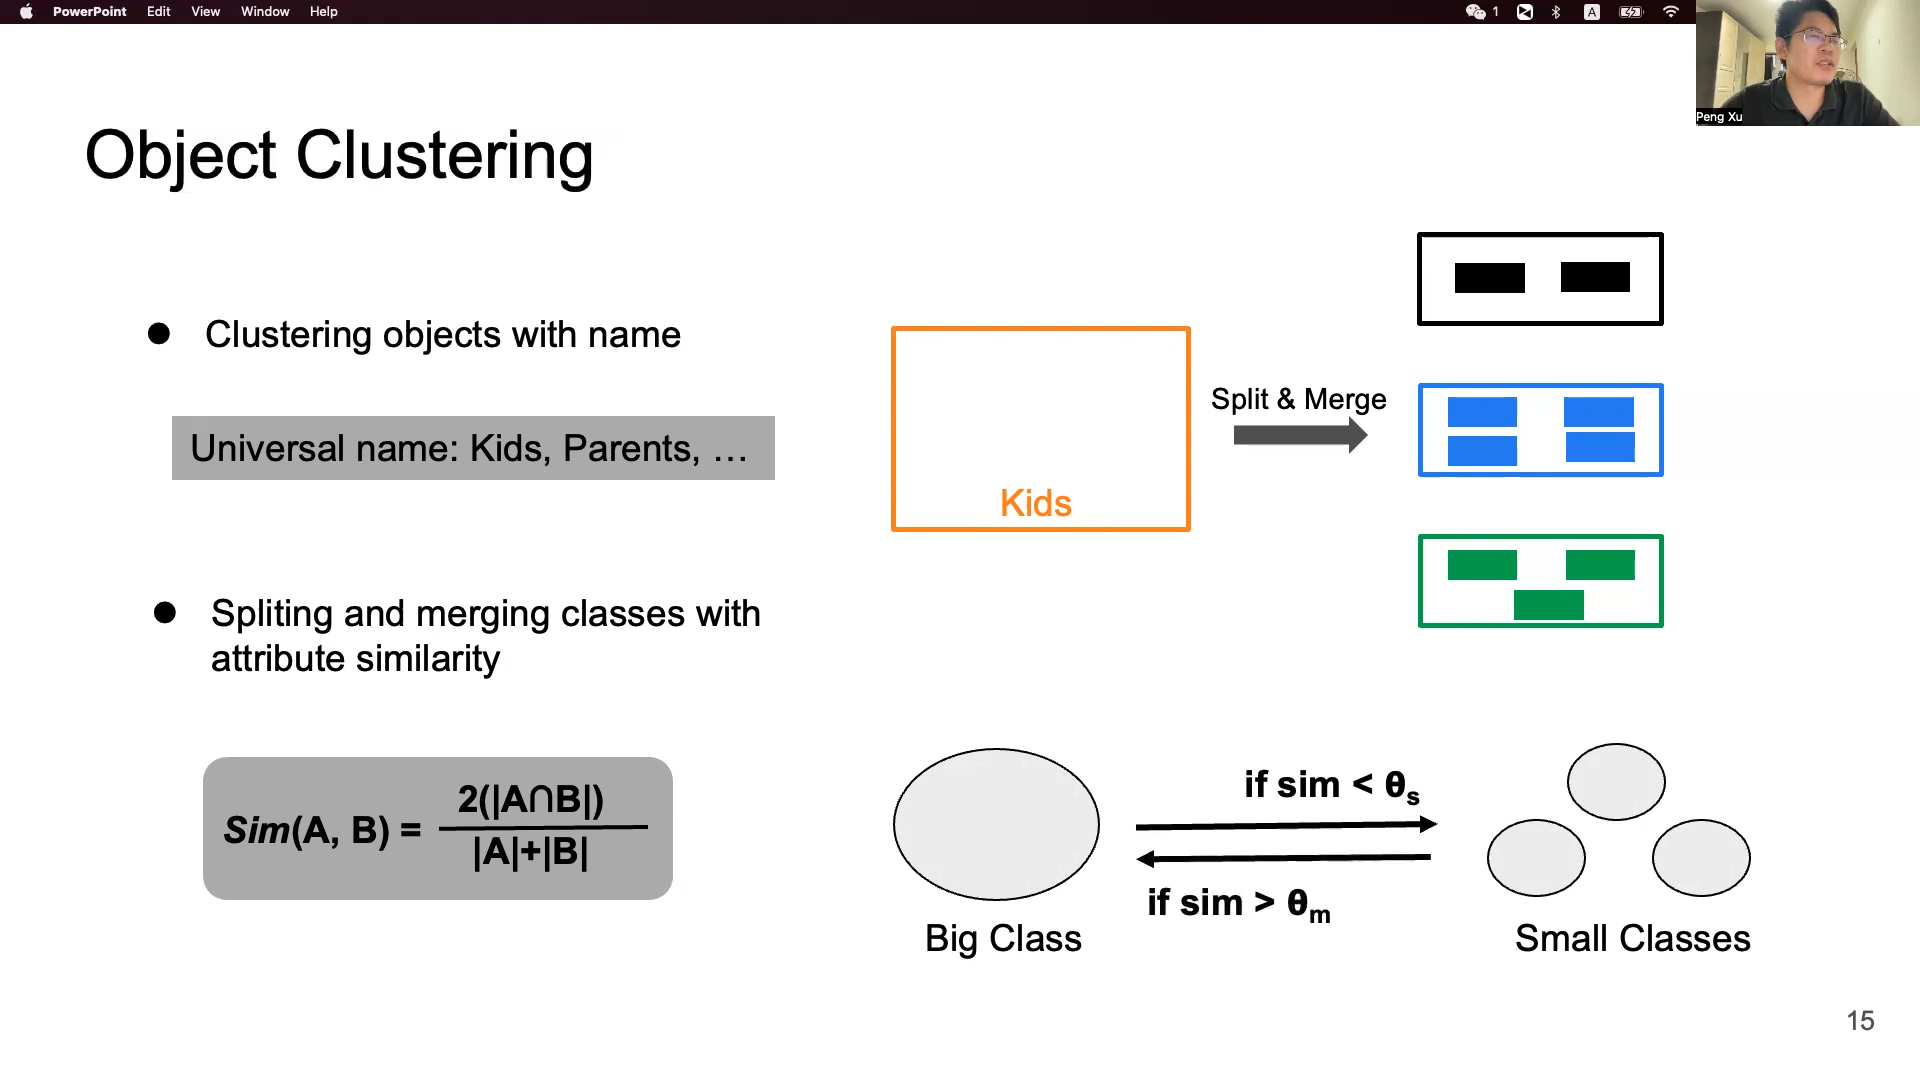 PowerPoint Edit View Window Help
1
A
Peng Xu
Object Clustering
Clustering objects with name
Universal name: Kids, Parents, …
Spliting and merging classes with
attribute similarity
Sim(A, B) = 2(|A∩B|)
|A|+|B|
Kids
Split & Merge
if sim < θs
if sim > θm
Big Class
Small Classes
15